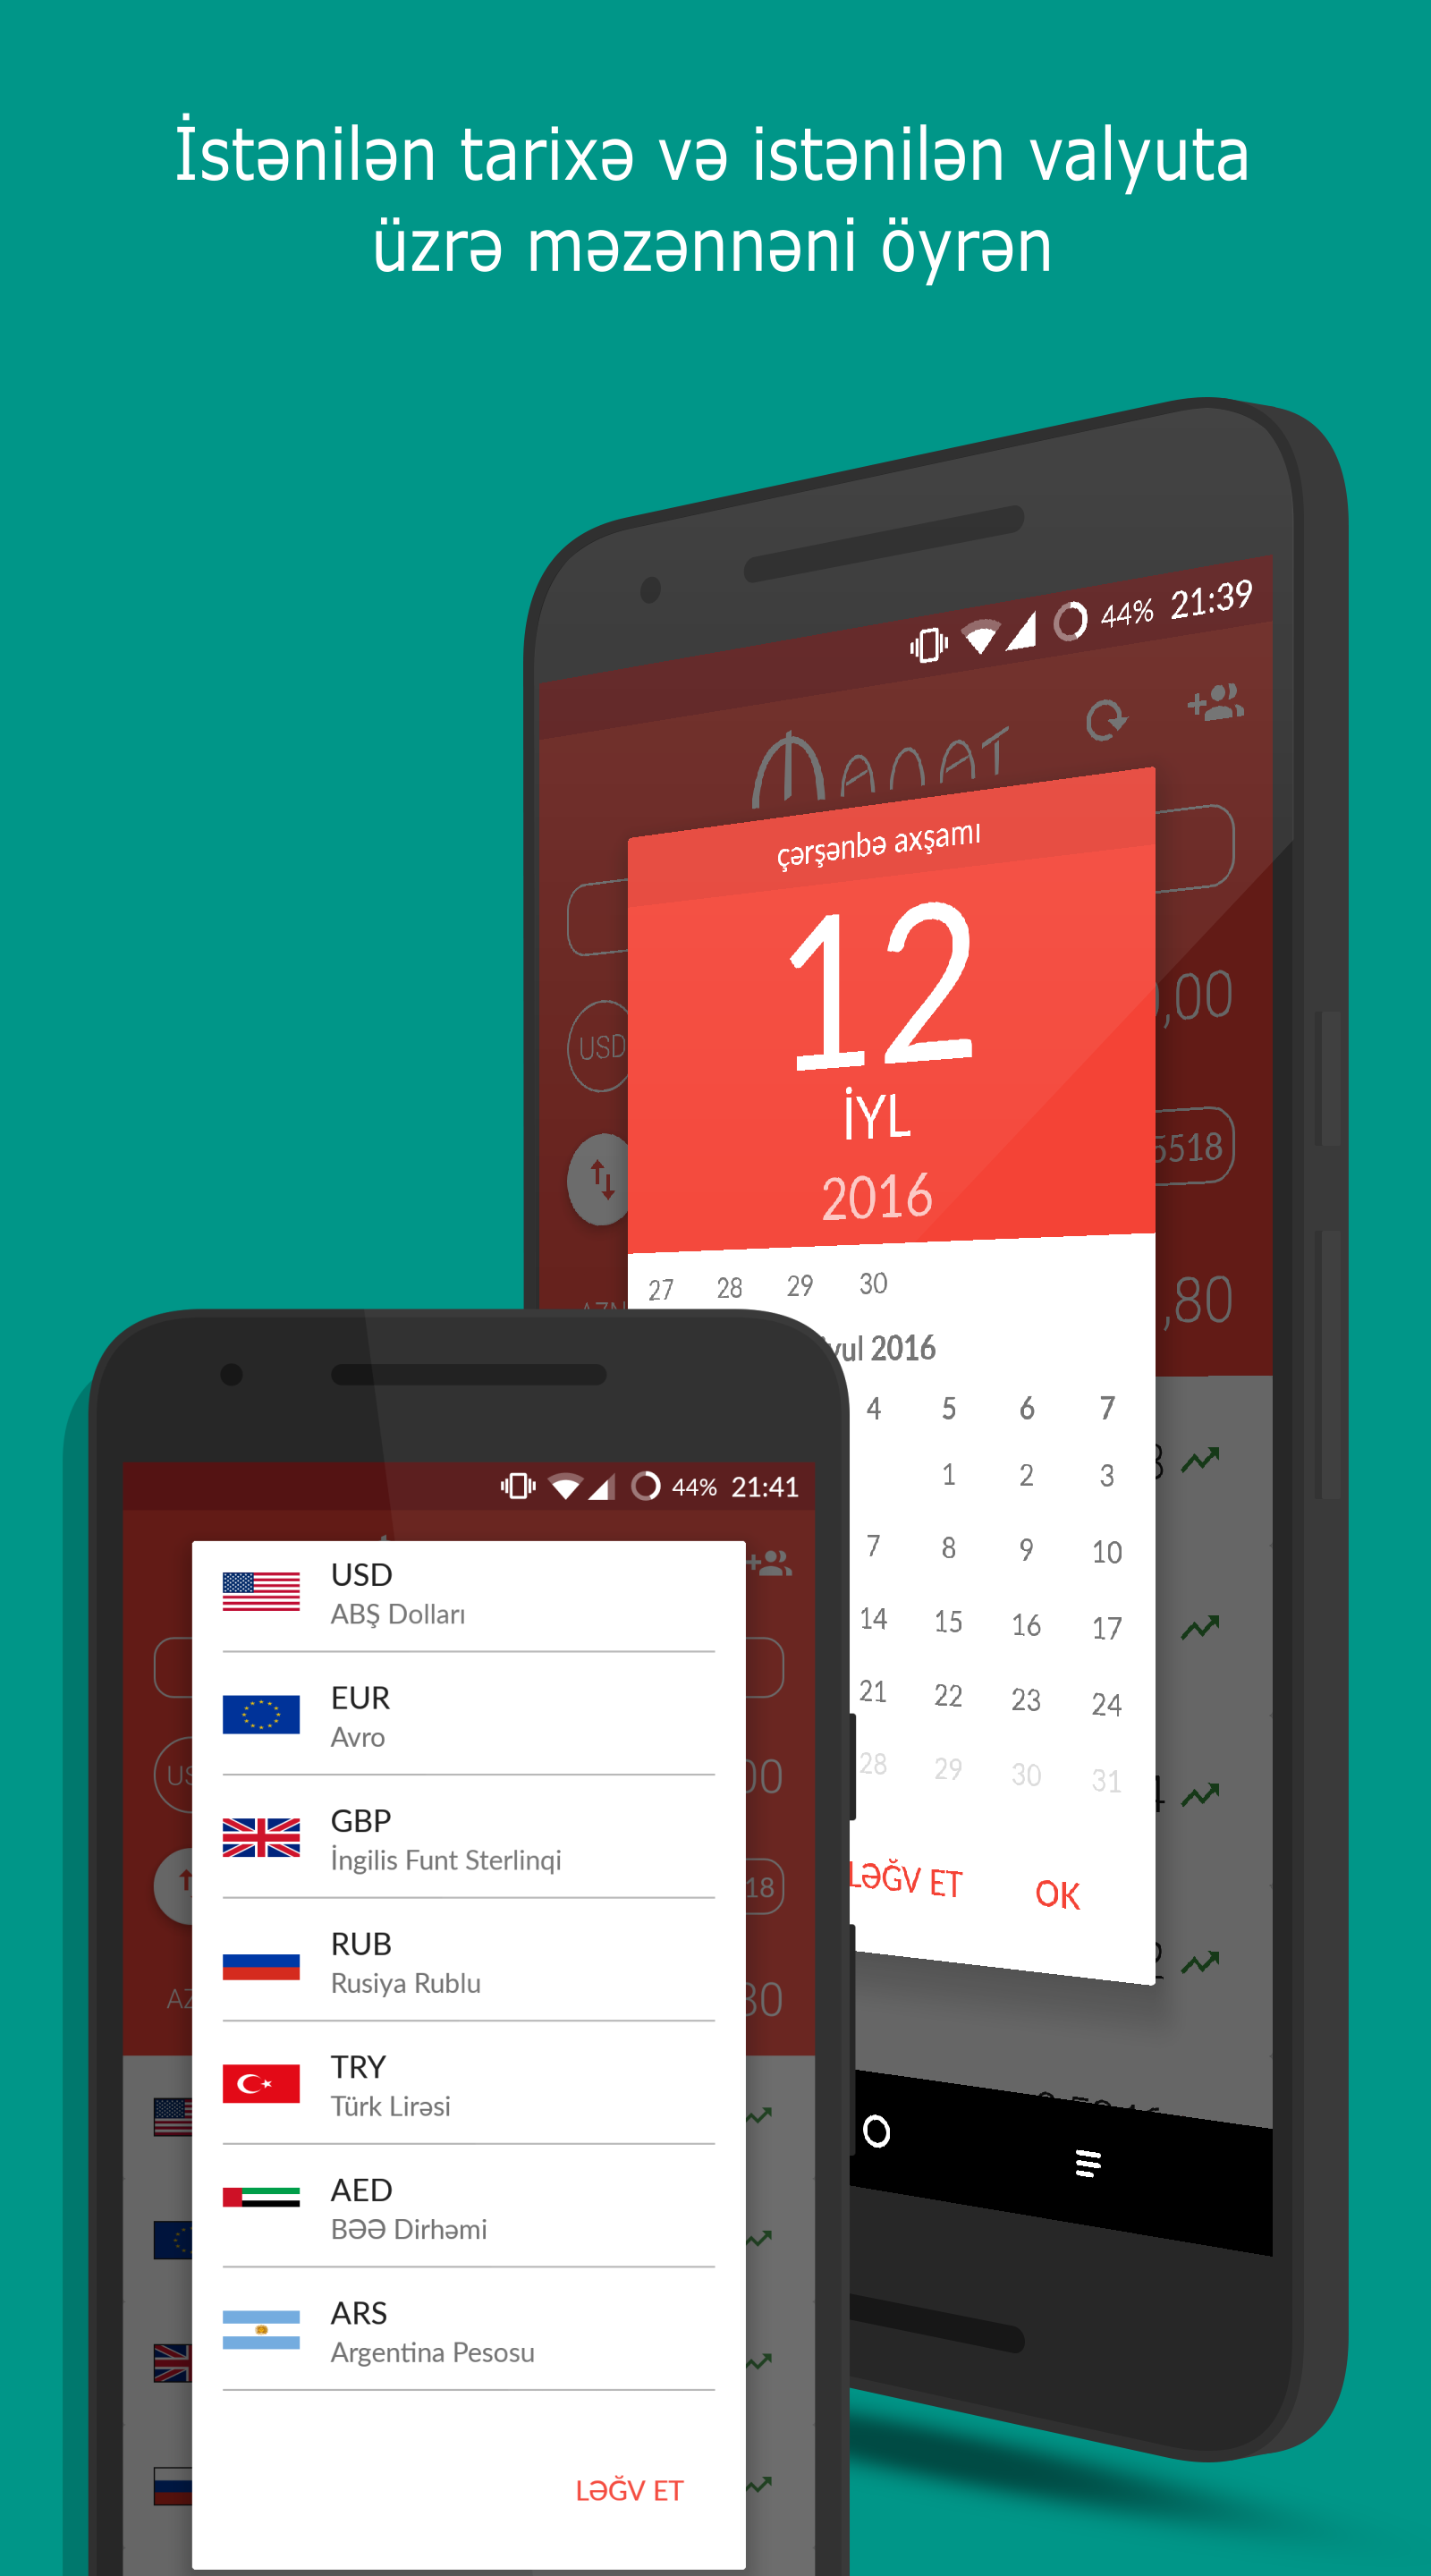 İstənilən tarixə və istənilən valyuta
üzrə məzənnəni öyrən
44% 21:39
MANAT
çərşənbə axşamı
12
İYL
2016
USD
,00
5518
,80
27 28 29 30
2016
4 5 6 7
1 2 3
7 8 9 10
14 15 16 17
21 22 23 24
28 29 30 31
LƏĞV ET OK
44% 21:41
USD
ABŞ Dolları
EUR
Avro
GBP
İngilis Funt Sterlinqi
RUB
Rusiya Rublu
TRY
Türk Lirəsi
AED
BƏƏ Dirhəmi
ARS
Argentina Pesosu
LƏĞV ET